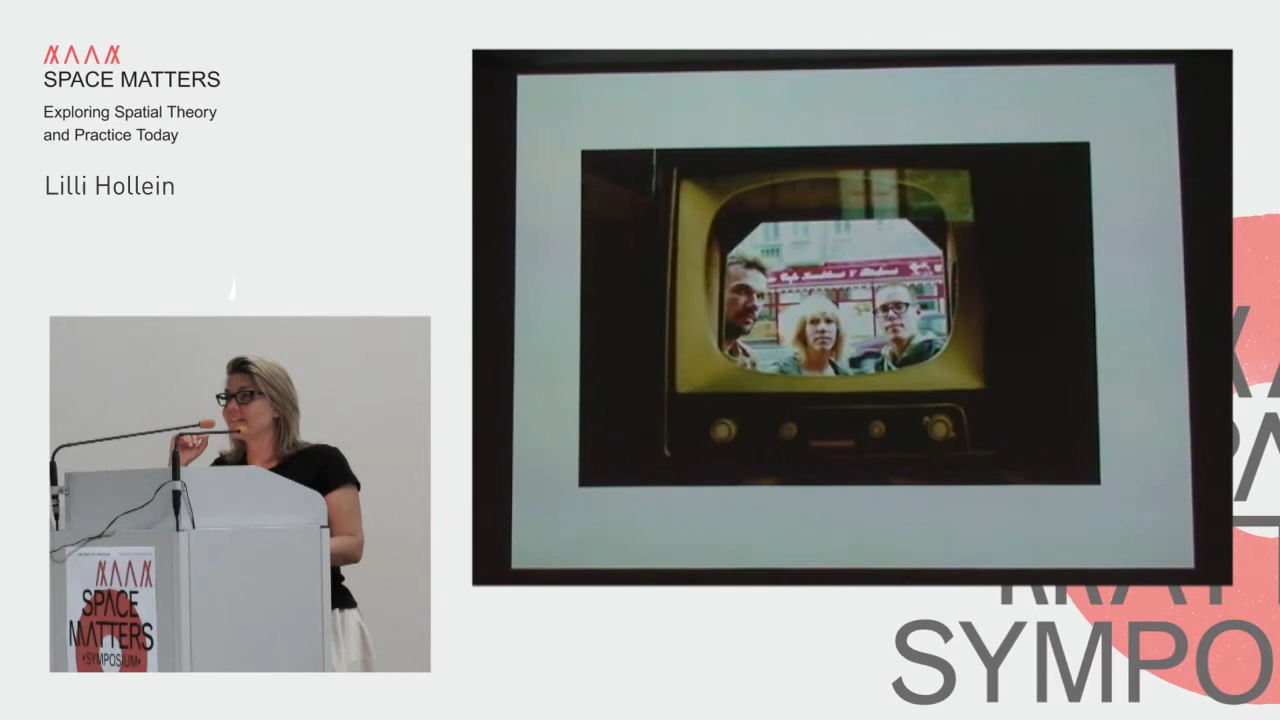 SPACE MATTERS
Exploring Spatial Theory
and Practice Today
Lilli Hollein
SPACE
MATTERS
SYMPOSIUM
SYMPO